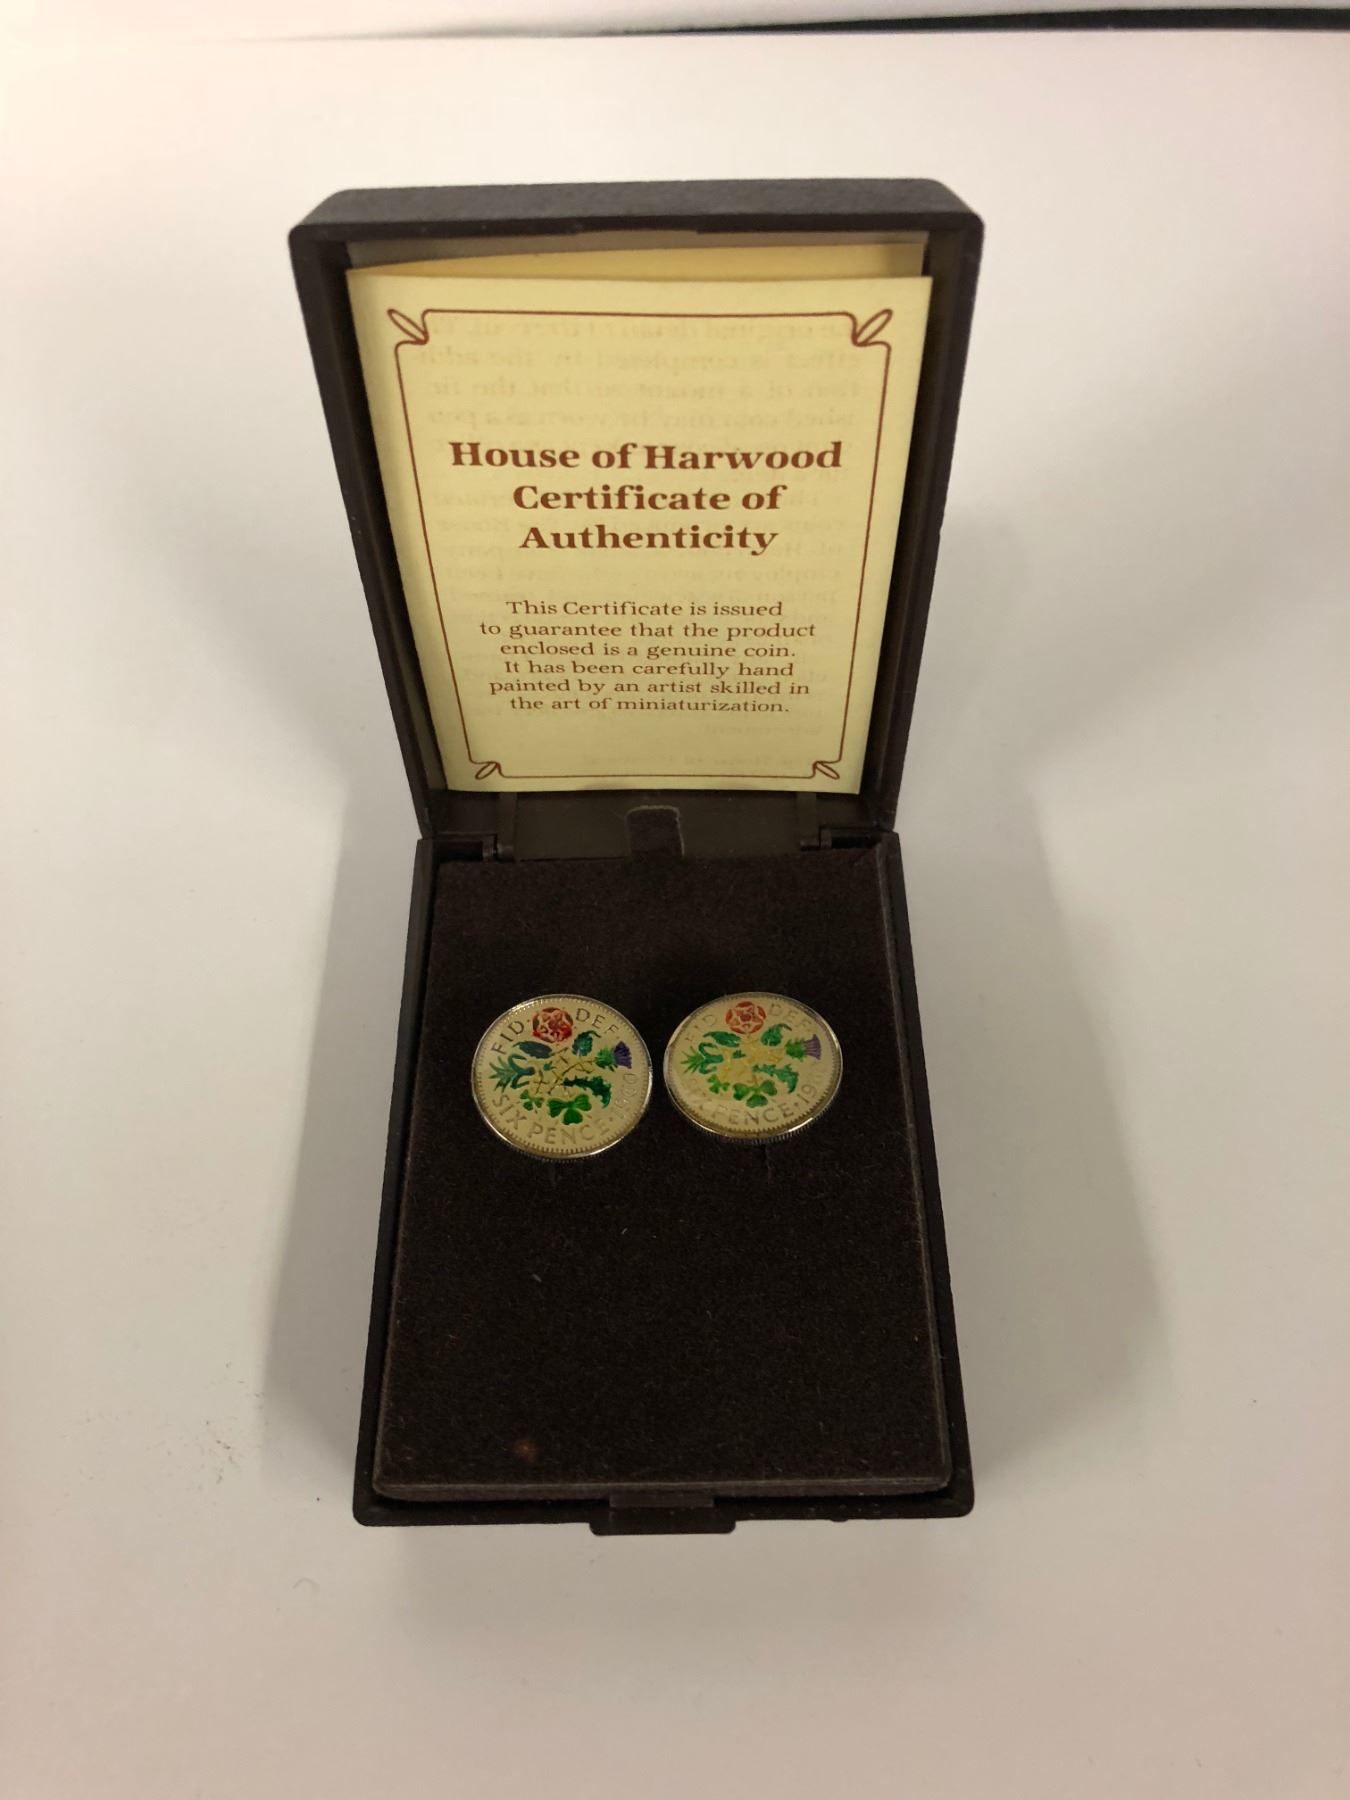 House of Harwood
Certificate of
Authenticity
This Certificate is issued
to guarantee that the product
enclosed is a genuine coin.
It has been carefully hand
painted by an artist skilled in
the art of miniaturization.
FID · DEF
SIX PENCE ·
FID DEF
PENCE ·